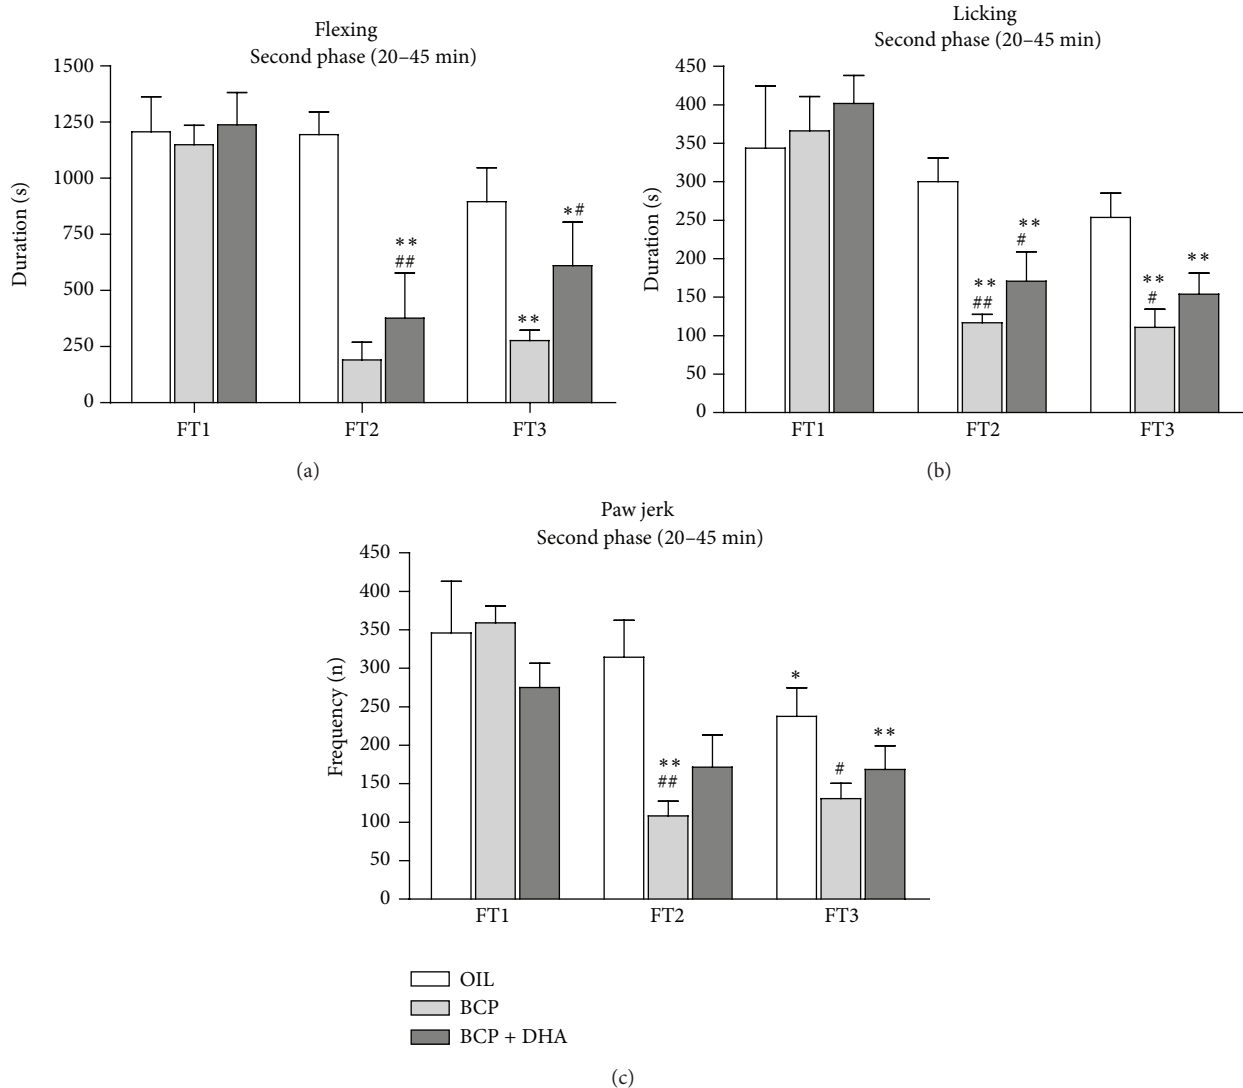 Flexing
Second phase (20–45 min)
1500
1250
1000
750
500
250
0
Duration (s)
**
##
**
*#
FT1
FT2
FT3
(a)
Licking
Second phase (20–45 min)
450
400
350
300
250
200
150
100
50
0
Duration (s)
**
##
**
#
**
#
**
FT1
FT2
FT3
(b)
Paw jerk
Second phase (20–45 min)
450
400
350
300
250
200
150
100
50
0
Frequency (n)
**
##
*
#
**
FT1
FT2
FT3
OIL
BCP
BCP + DHA
(c)